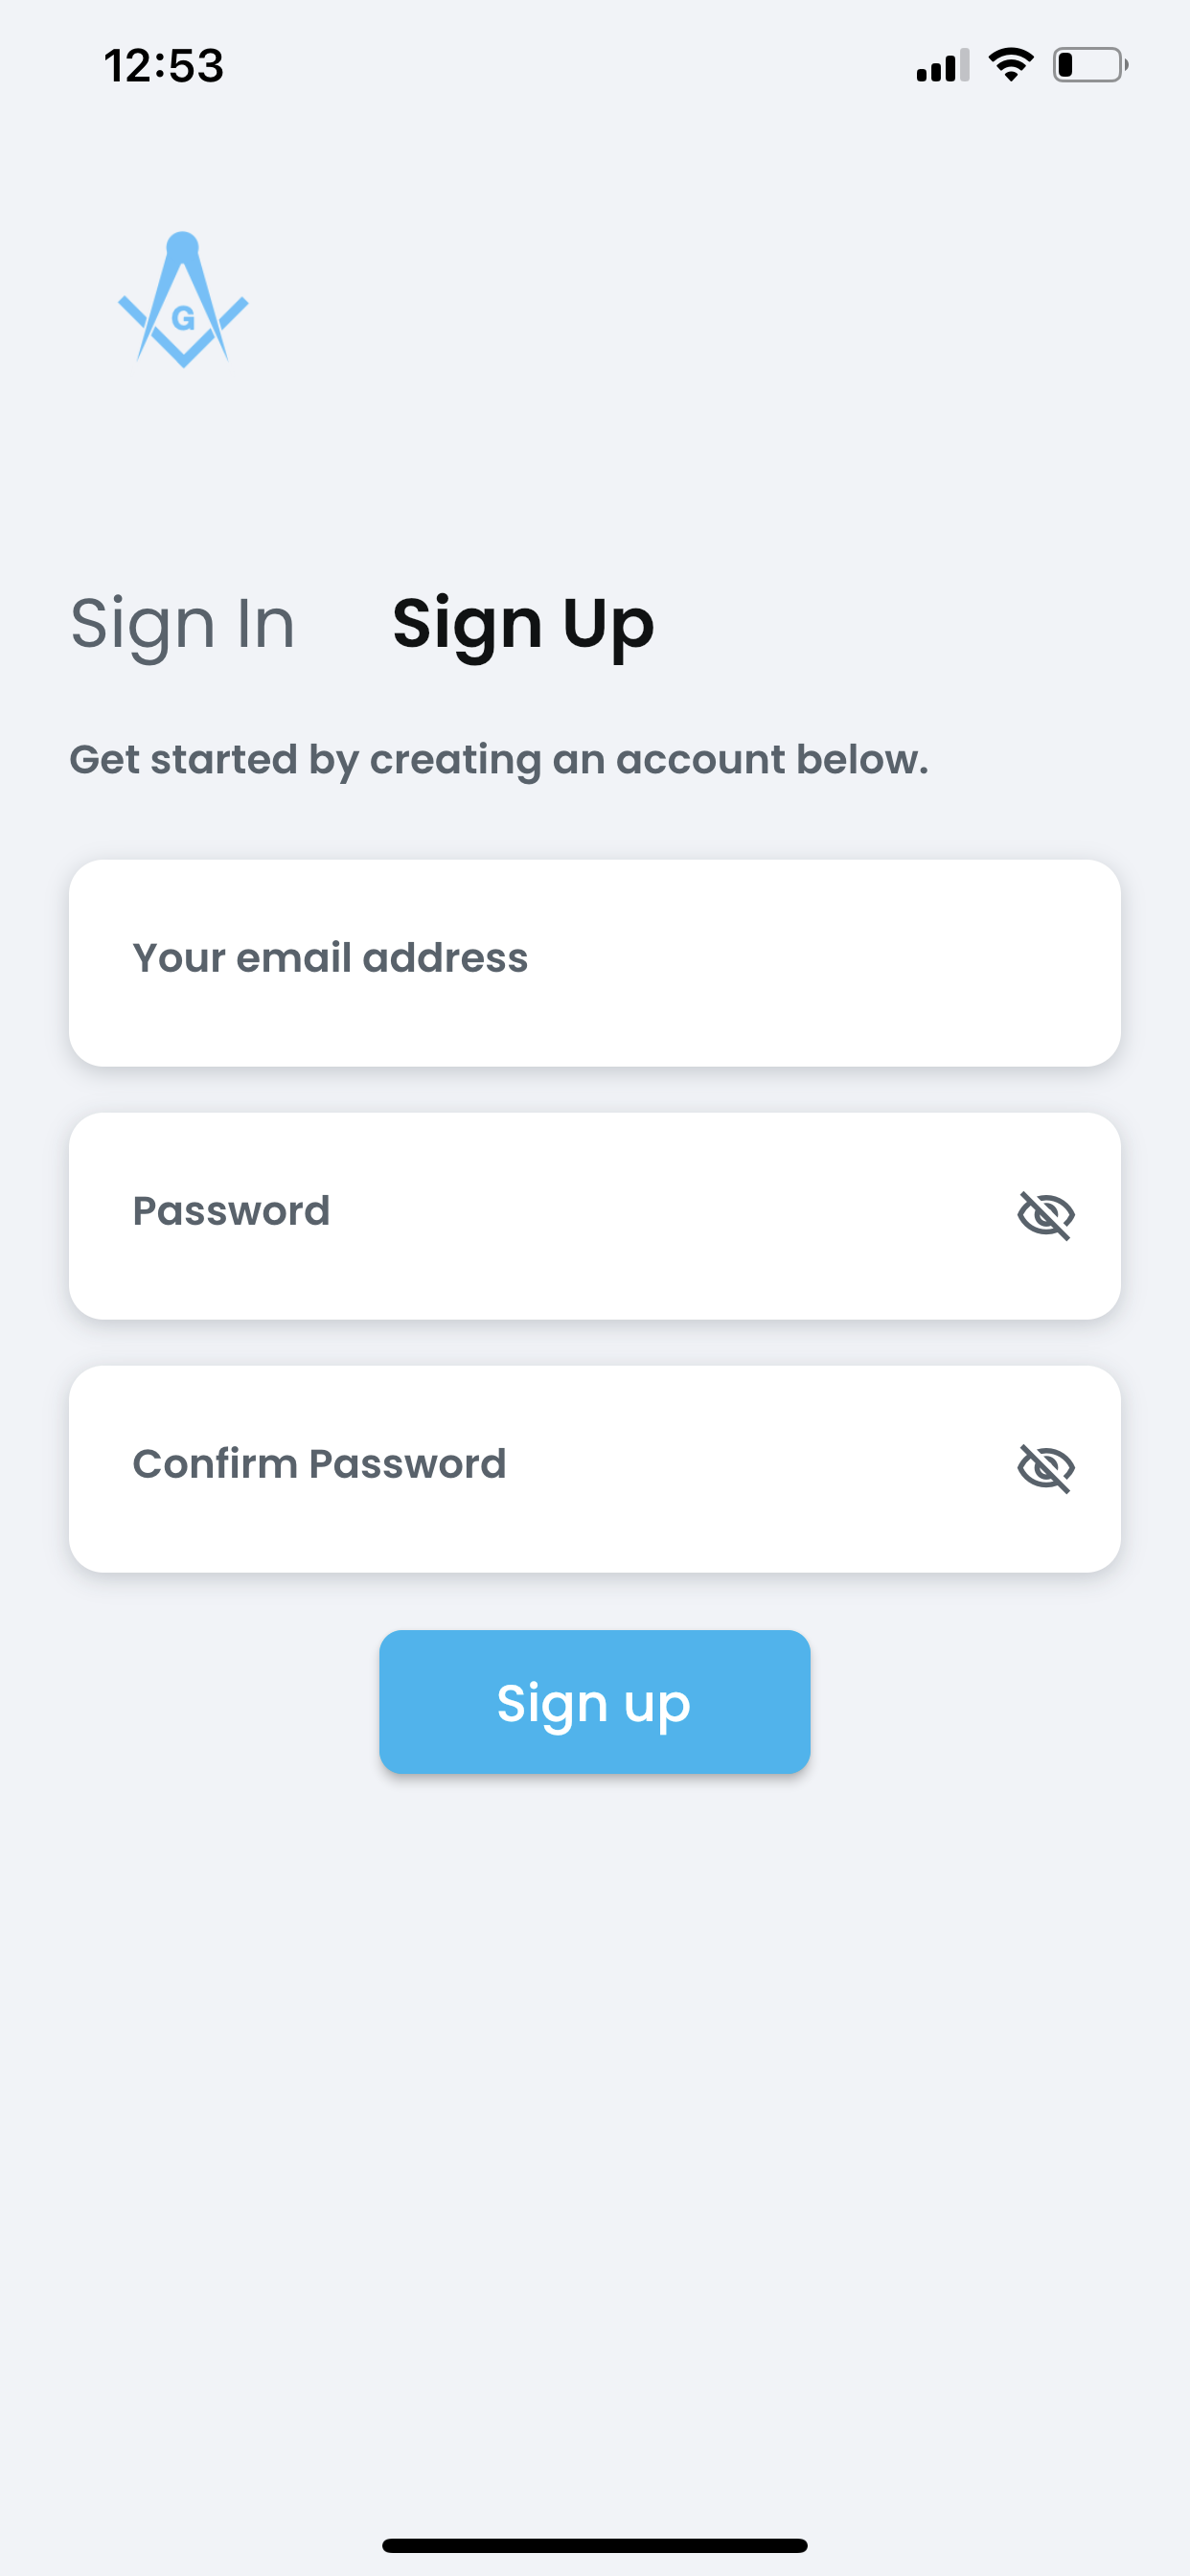 12:53
G
Sign In Sign Up
Get started by creating an account below.
Your email address
Password
Confirm Password
Sign up